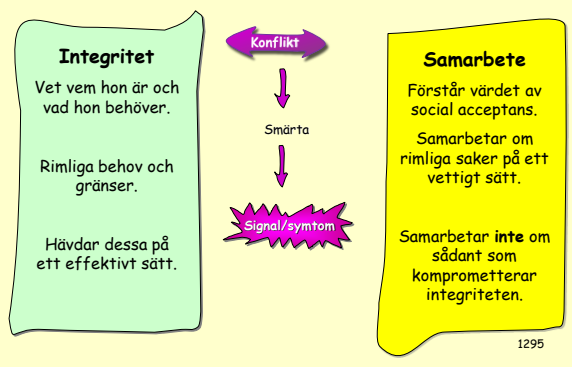 Integritet
Vet vem hon är och
vad hon behöver.
Rimliga behov och
gränser.
Hävdar dessa på
ett effektivt sätt.
Konflikt
Smärta
Signal/symtom
Samarbete
Förstår värdet av
social acceptans.
Samarbetar om
rimliga saker på ett
vettigt sätt.
Samarbetar inte om
sådant som
komprometterar
integriteten.
1295